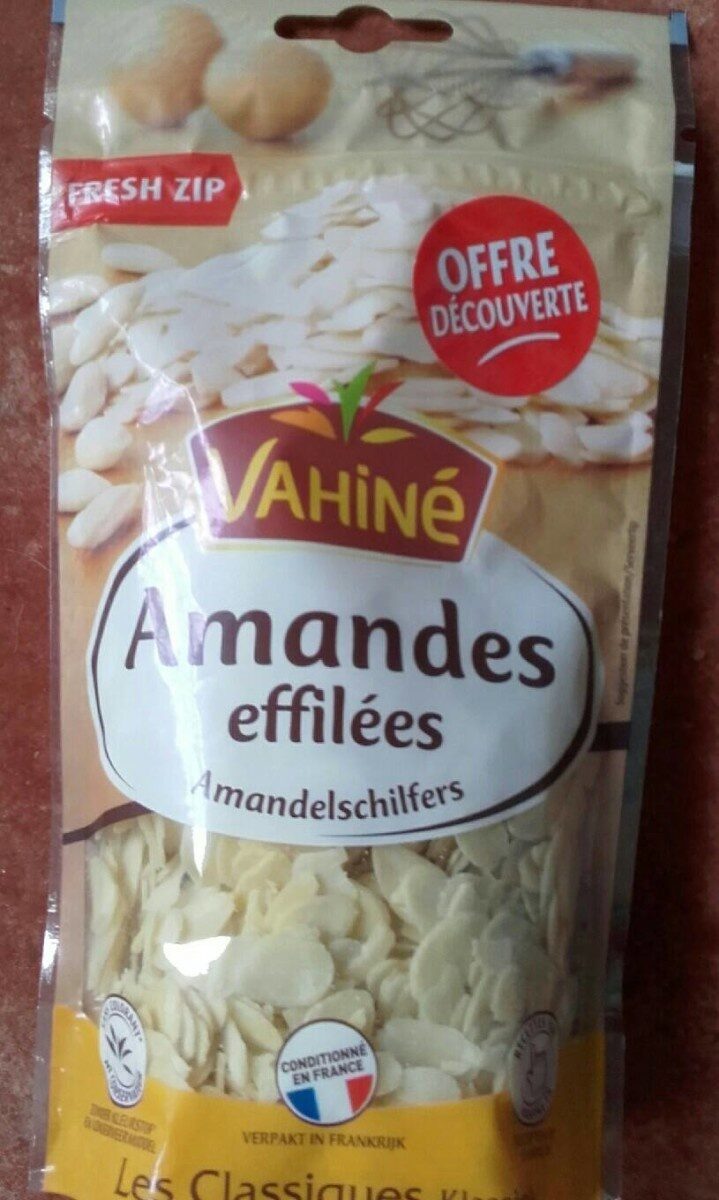 FRESH ZIP
OFFRE
DÉCOUVERTE
VAHiNé
Amandes
effilées
Amandelschilfers
CONDITIONNÉ
EN FRANCE
VERPAKT IN FRANKRIJK
Les Classiques